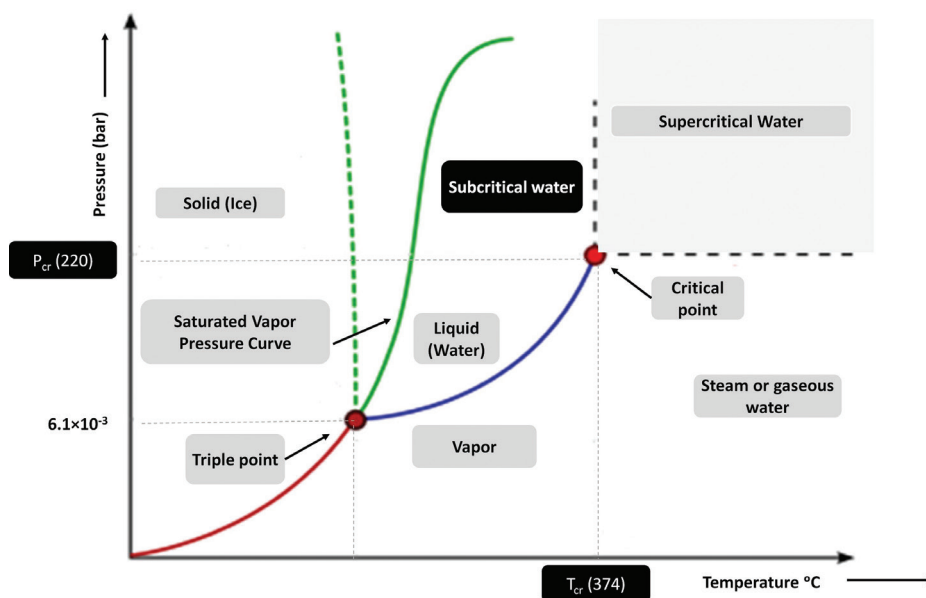 Pressure (bar)
Supercritical Water
Subcritical water
Solid (Ice)
Pcr (220)
Critical
point
Saturated Vapor
Pressure Curve
Liquid
(Water)
Steam or gaseous
water
6.1×10⁻³
Triple point
Vapor
Tcr (374)
Temperature °C